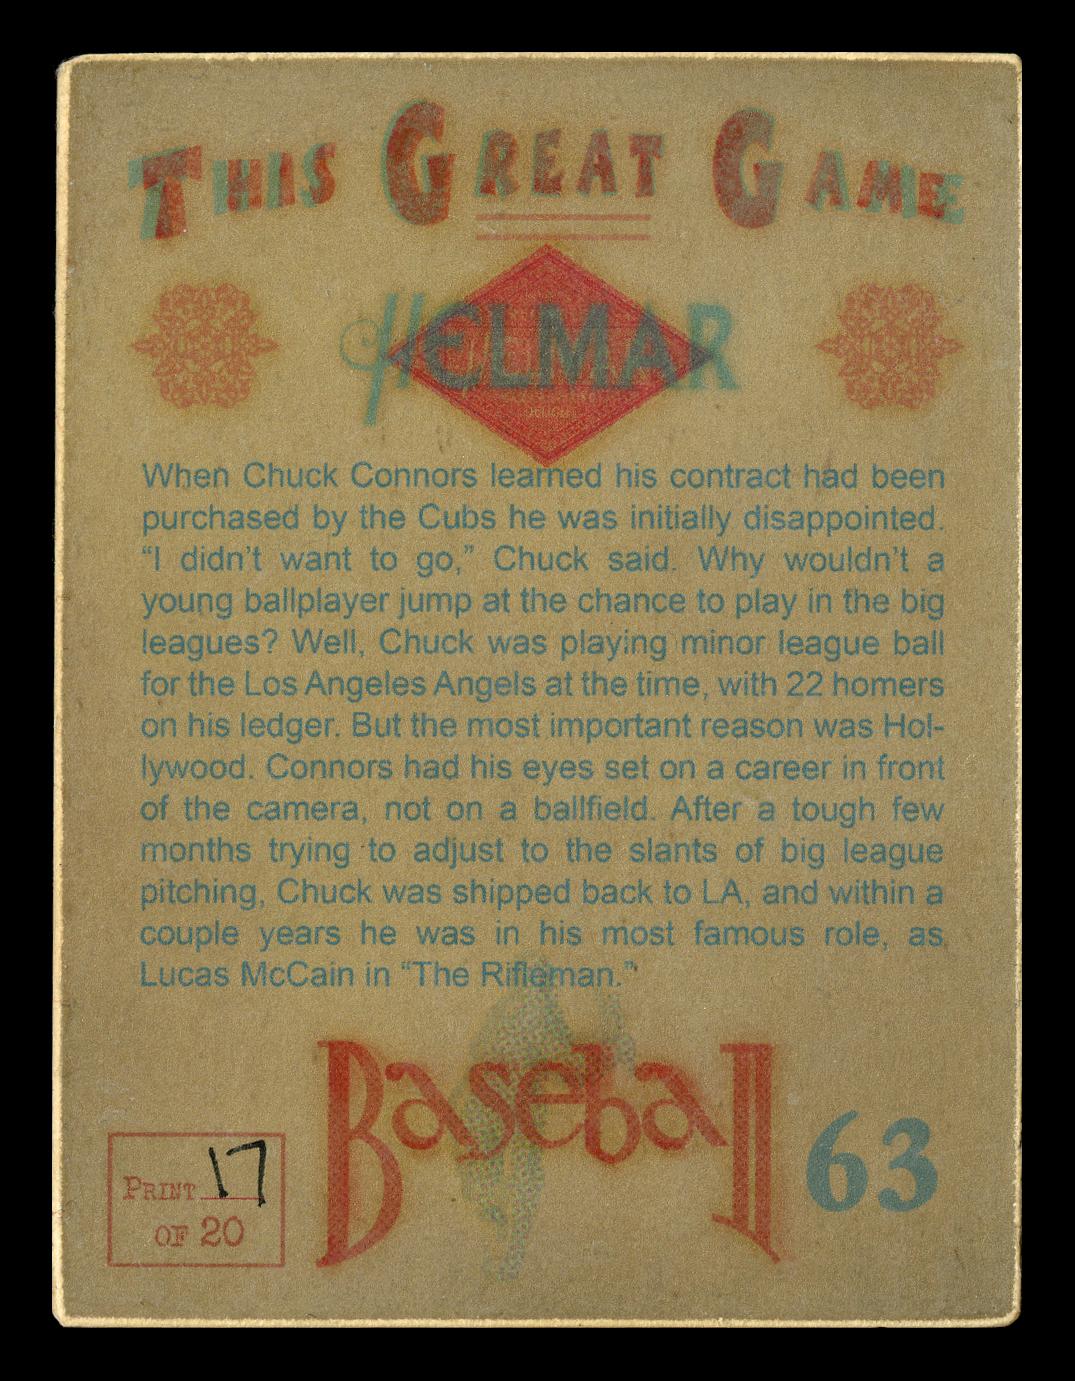 THIS GREAT GAME
HELMAR
When Chuck Connors learned his contract had been
purchased by the Cubs he was initially disappointed.
“I didn’t want to go,” Chuck said. Why wouldn’t a
young ballplayer jump at the chance to play in the big
leagues? Well, Chuck was playing minor league ball
for the Los Angeles Angels at the time, with 22 homers
on his ledger. But the most important reason was Hol-
lywood. Connors had his eyes set on a career in front
of the camera, not on a ballfield. After a tough few
months trying to adjust to the slants of big league
pitching, Chuck was shipped back to LA, and within a
couple years he was in his most famous role, as
Lucas McCain in “The Rifleman.”
Baseball
63
PRINT 17
OF 20